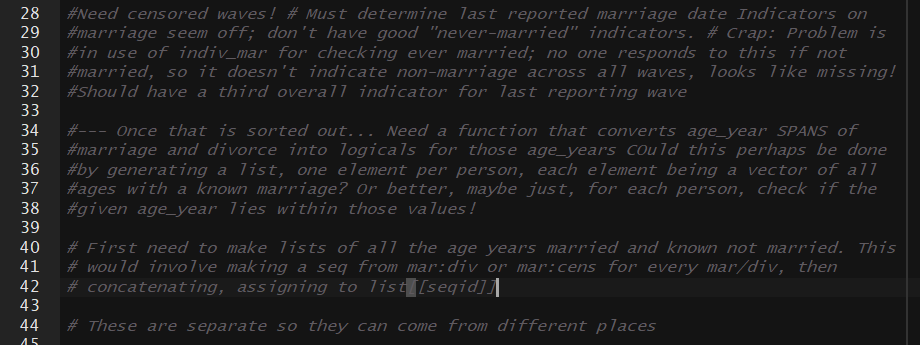 28 #Need censored waves! # Must determine last reported marriage date Indicators on
29 #marriage seem off; don't have good "never-married" indicators. # Crap: Problem is
30 #in use of indiv_mar for checking ever married; no one responds to this if not
31 #married, so it doesn't indicate non-marriage across all waves, looks like missing!
32 #Should have a third overall indicator for last reporting wave
33
34 #--- Once that is sorted out... Need a function that converts age_year SPANS of
35 #marriage and divorce into logicals for those age_years COuld this perhaps be done
36 #by generating a list, one element per person, each element being a vector of all
37 #ages with a known marriage? Or better, maybe just, for each person, check if the
38 #given age_year lies within those values!
39
40 # First need to make lists of all the age years married and known not married. This
41 # would involve making a seq from mar:div or mar:cens for every mar/div, then
42 # concatenating, assigning to list[[seqid]]
43
44 # These are separate so they can come from different places
45